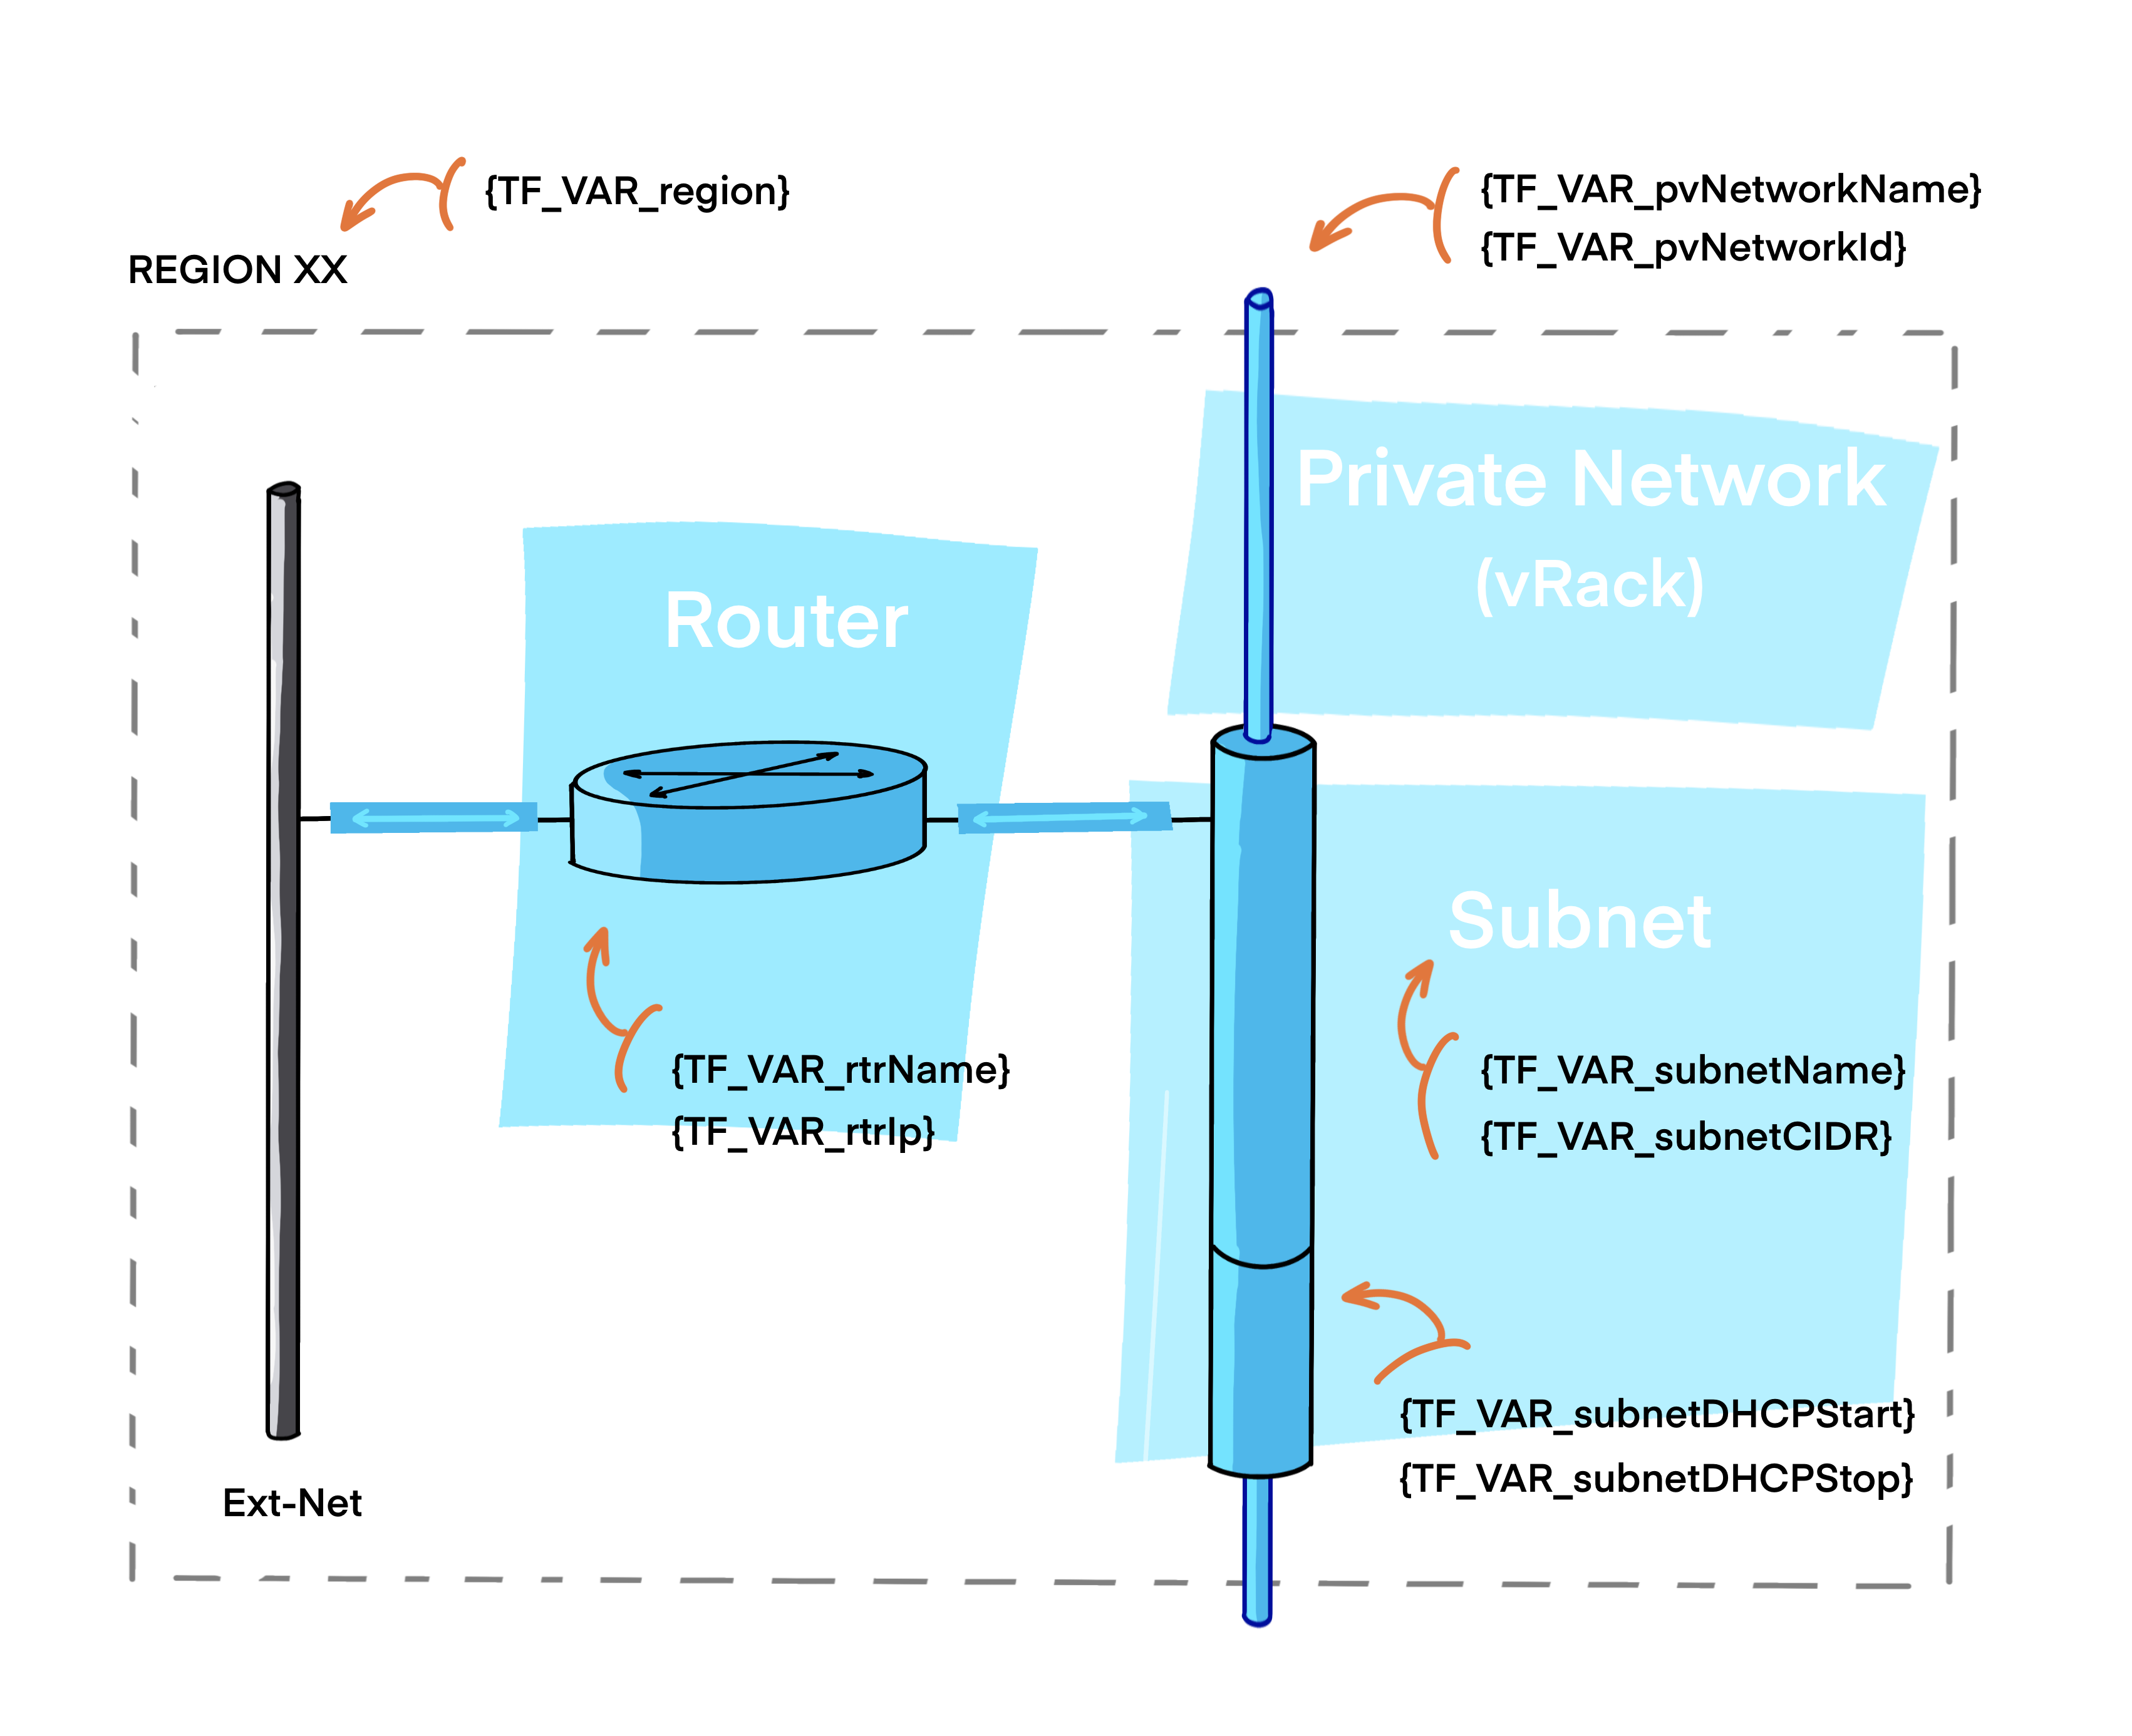 {TF_VAR_region}
{TF_VAR_pvNetworkName}
{TF_VAR_pvNetworkId}
REGION XX
Private Network
(vRack)
Router
Subnet
{TF_VAR_rtrName}
{TF_VAR_rtrIp}
{TF_VAR_subnetName}
{TF_VAR_subnetCIDR}
{TF_VAR_subnetDHCPStart}
{TF_VAR_subnetDHCPStop}
Ext-Net